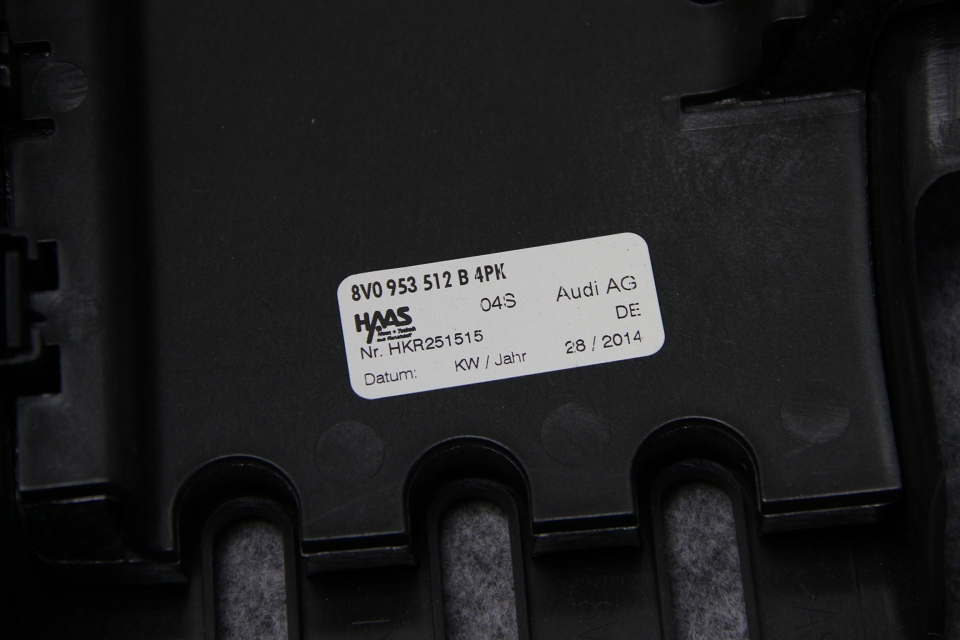 8V0 953 512 B 4PK
HAAS 04S Audi AG
DE
Nr. HKR251515
Datum: KW / Jahr 28 / 2014